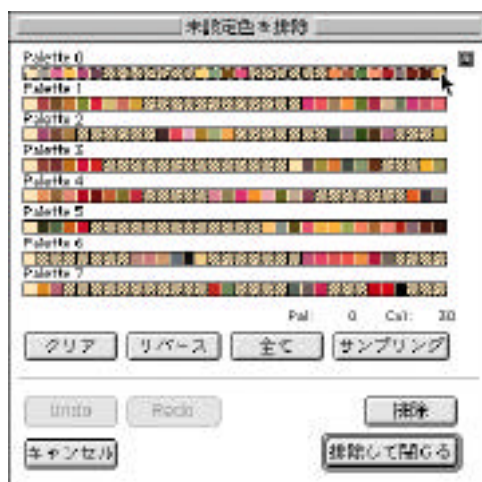 未設定色を排除
Palette 0
Palette 1
Palette 2
Palette 3
Palette 4
Palette 5
Palette 6
Palette 7
Pal: 0 Col: 30
クリア リバース 全て サンプリング
Undo Redo 排除
キャンセル 排除して閉じる